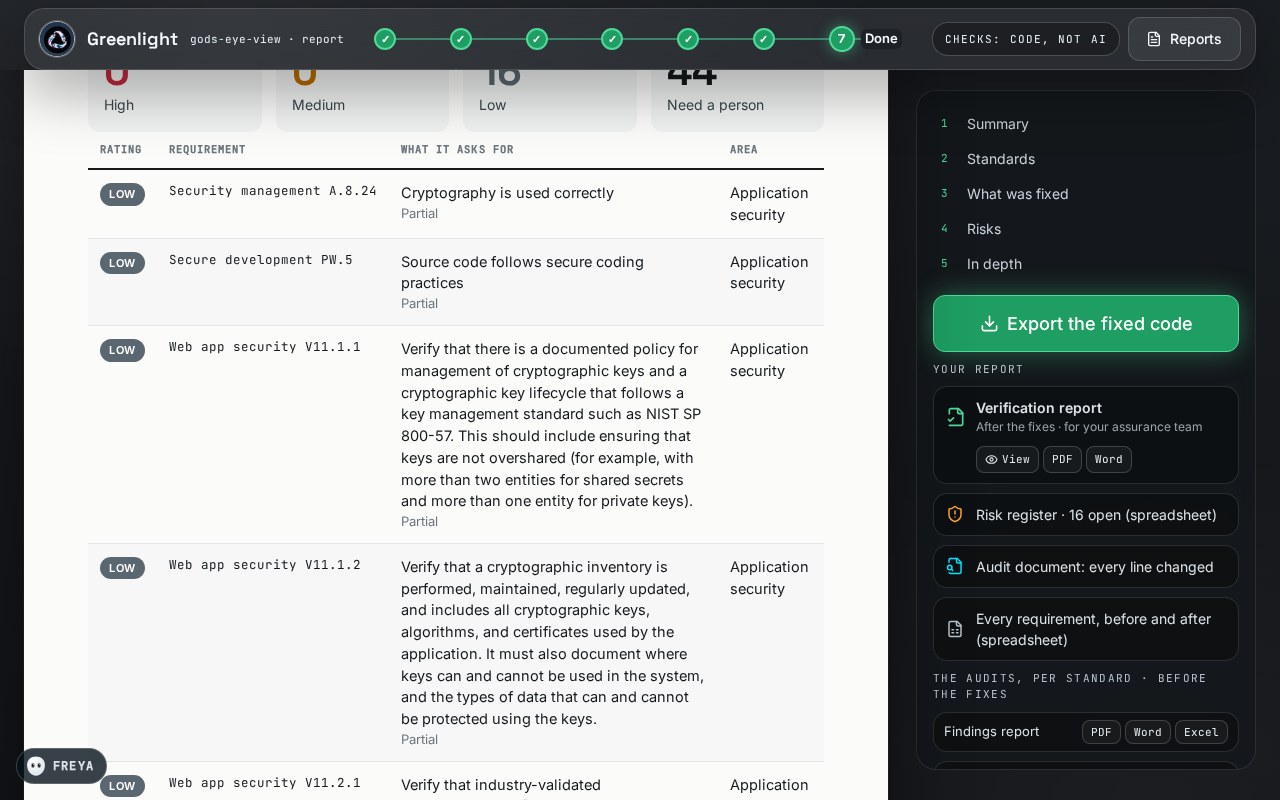 Greenlight
gods-eye-view · report
7
Done
CHECKS: CODE, NOT AI
Reports
0
0
16
44
High
Medium
Low
Need a person
RATING
REQUIREMENT
WHAT IT ASKS FOR
AREA
LOW
Security management A.8.24
Cryptography is used correctly
Partial
Application
security
LOW
Secure development PW.5
Source code follows secure coding
practices
Partial
Application
security
LOW
Web app security V11.1.1
Verify that there is a documented policy for
management of cryptographic keys and a
cryptographic key lifecycle that follows a
key management standard such as NIST SP
800-57. This should include ensuring that
keys are not overshared (for example, with
more than two entities for shared secrets
and more than one entity for private keys).
Partial
Application
security
LOW
Web app security V11.1.2
Verify that a cryptographic inventory is
performed, maintained, regularly updated,
and includes all cryptographic keys,
algorithms, and certificates used by the
application. It must also document where
keys can and cannot be used in the system,
and the types of data that can and cannot
be protected using the keys.
Partial
Application
security
LOW
Web app security V11.2.1
Verify that industry-validated
Application
FREYA
1 Summary
2 Standards
3 What was fixed
4 Risks
5 In depth
Export the fixed code
YOUR REPORT
Verification report
After the fixes · for your assurance team
View
PDF
Word
Risk register · 16 open (spreadsheet)
Audit document: every line changed
Every requirement, before and after
(spreadsheet)
THE AUDITS, PER STANDARD · BEFORE
THE FIXES
Findings report
PDF
Word
Excel